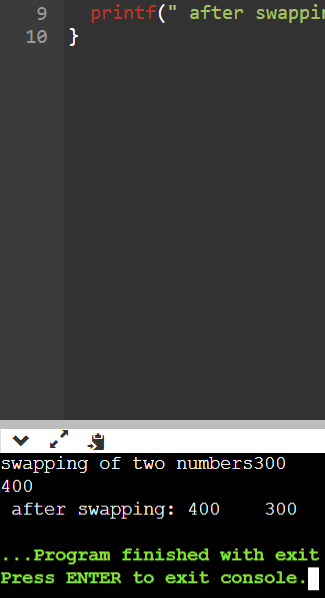 9 printf(" after swappin
10 }
swapping of two numbers300
400
after swapping: 400 300
...Program finished with exit
Press ENTER to exit console.